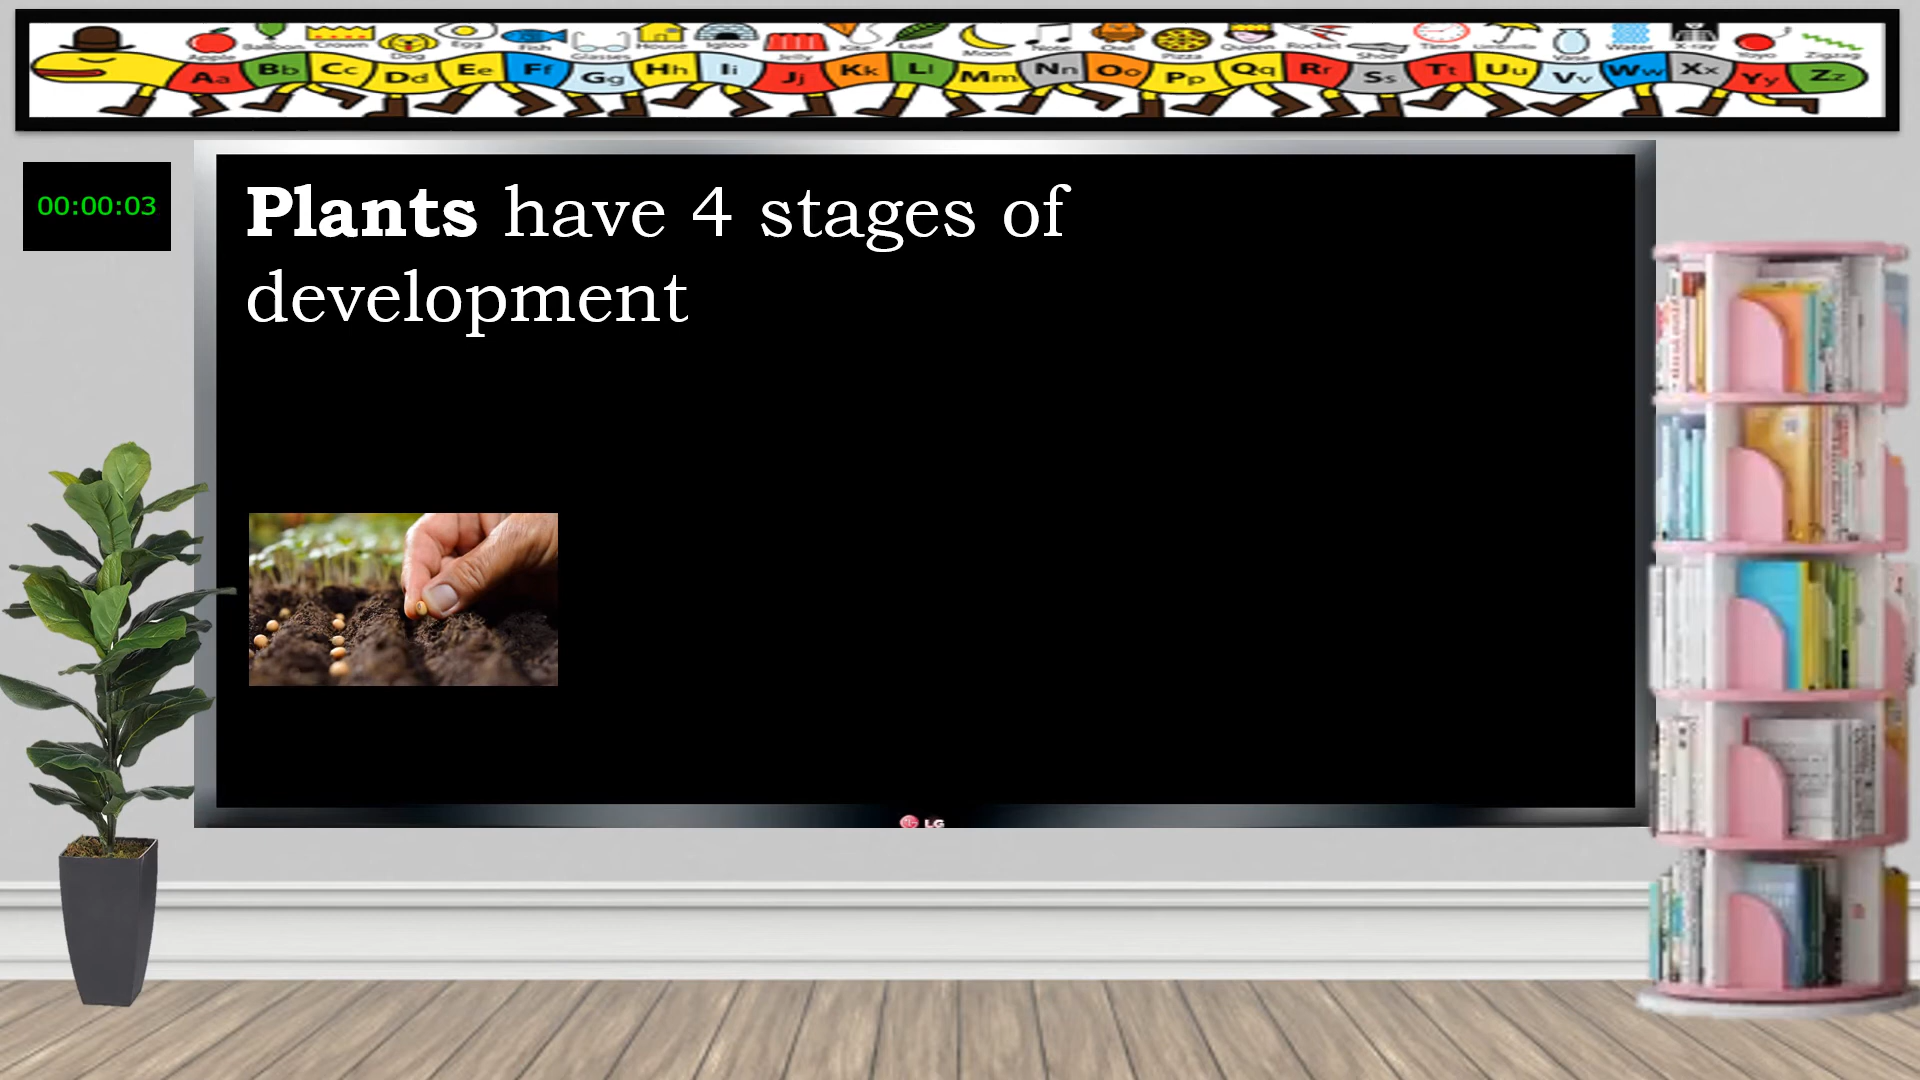 Apple Balloon Crown Dog Egg Fish Glasses House Igloo Jelly Kite Leaf Moon Note Owl Pizza Queen Rocket Shoe Time Umbrella Vase Water X-ray Yoyo Zigzag
Aa Bb Cc Dd Ee Ff Gg Hh Ii Jj Kk Ll Mm Nn Oo Pp Qq Rr Ss Tt Uu Vv Ww Xx Yy Zz
00:00:03
Plants have 4 stages of
development
LG